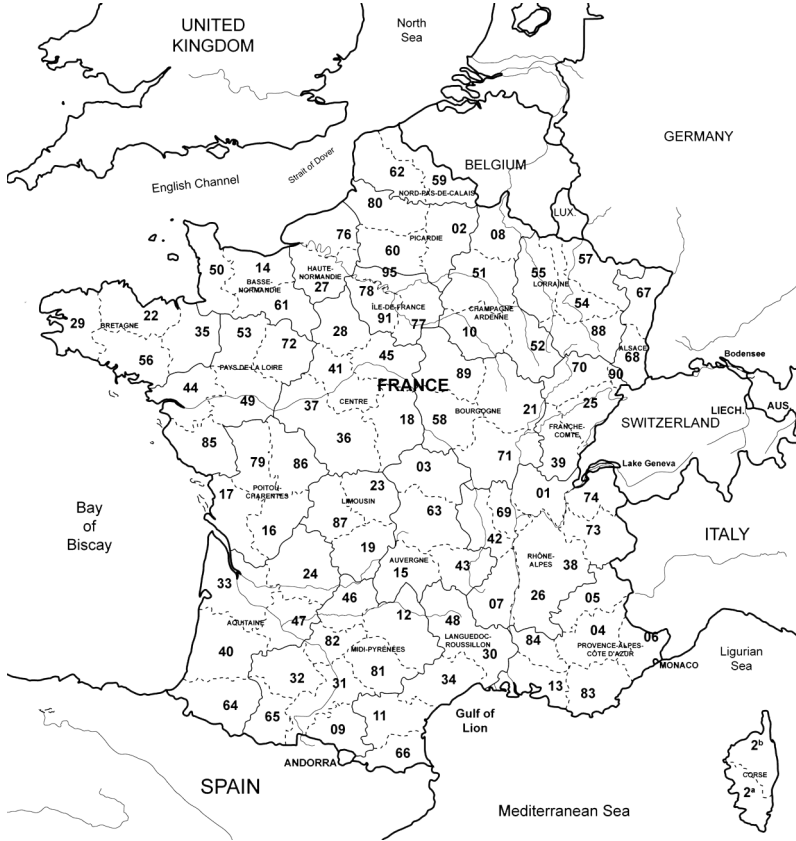 UNITED
KINGDOM
North
Sea
GERMANY
BELGIUM
Strait of Dover
English Channel
LUX.
62
59
NORD-PAS-DE-CALAIS
80
02
08
76
PICARDIE
60
57
50
14
BASSE-
NORMANDIE
HAUTE-
NORMANDIE
27
95
51
55
LORRAINE
67
78
ÎLE-DE-FRANCE
91
77
CHAMPAGNE
ARDENNE
54
61
29
BRETAGNE
22
35
53
72
28
10
88
52
ALSACE
68
56
PAYS DE LA LOIRE
45
41
89
70
90
Bodensee
FRANCE
44
49
37
CENTRE
18
58
BOURGOGNE
21
25
FRANCHE-
COMTE
SWITZERLAND
LIECH.
AUS
85
79
86
36
71
39
Lake Geneva
03
17
POITOU-
CHARENTES
23
LIMOUSIN
01
74
Bay
of
Biscay
16
87
63
69
73
ITALY
19
42
RHÔNE-
ALPES
38
24
AUVERGNE
15
43
33
46
07
26
05
12
48
AQUITAINE
47
82
MIDI-PYRÉNÉES
LANGUEDOC-
ROUSSILLON
30
84
04
06
PROVENCE-ALPES-
CÔTE D'AZUR
MONACO
Ligurian
Sea
40
32
31
81
34
13
83
64
65
11
09
Gulf of
Lion
66
ANDORRA
SPAIN
2b
CORSE
2a
Mediterranean Sea